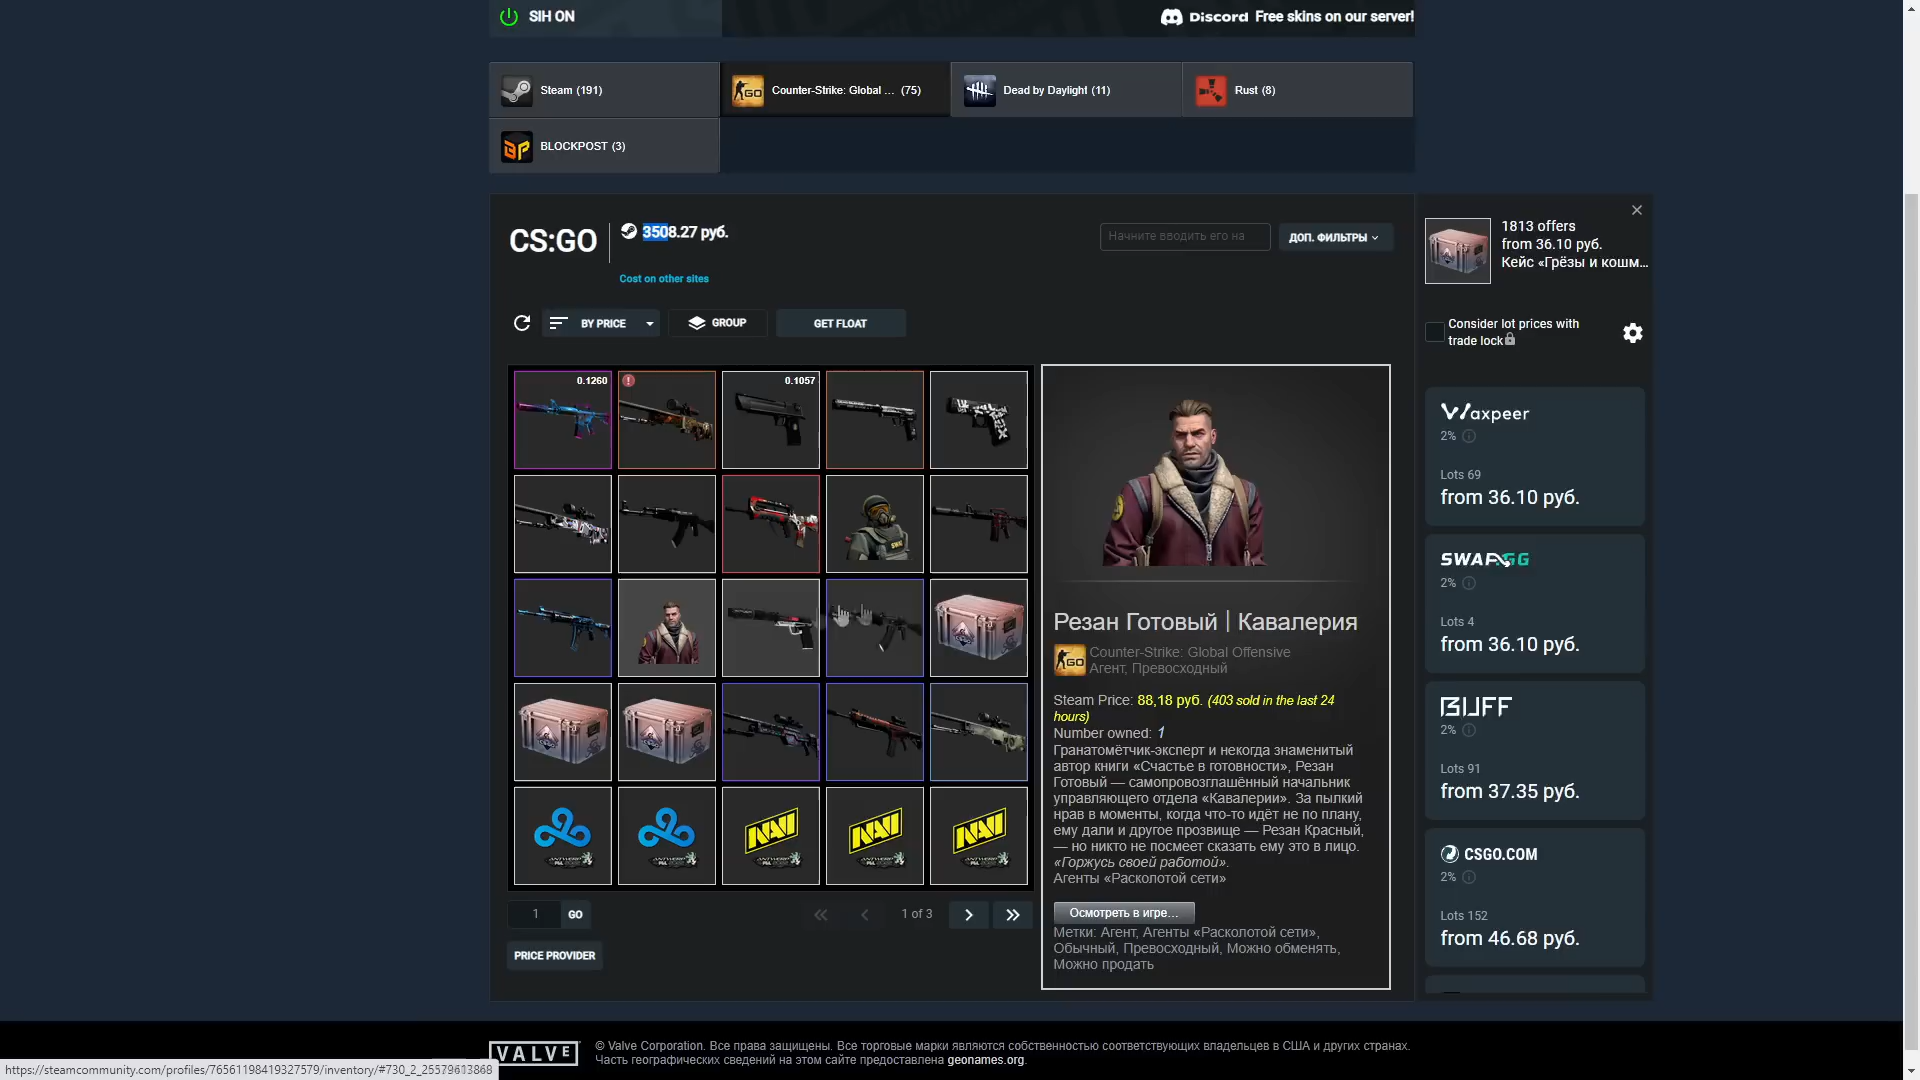 SIH ON
Discord Free skins on our server!
Steam (191)
Counter-Strike: Global ... (75)
Dead by Daylight (11)
Rust (8)
BLOCKPOST (3)
CS:GO
3508.27 руб.
Cost on other sites
Начните вводить его на
ДОП. ФИЛЬТРЫ
BY PRICE
GROUP
GET FLOAT
0.1260
0.1057
1 of 3
1
GO
PRICE PROVIDER
Резан Готовый | Кавалерия
Counter-Strike: Global Offensive
Агент, Превосходный
Steam Price: 88,18 руб. (403 sold in the last 24
hours)
Number owned: 1
Гранатомётчик-эксперт и некогда знаменитый
автор книги «Счастье в готовности», Резан
Готовый — самопровозглашённый начальник
управляющего отдела «Кавалерии». За пылкий
нрав в моменты, когда что-то идёт не по плану,
ему дали и другое прозвище — Резан Красный,
— но никто не посмеет сказать ему это в лицо.
«Горжусь своей работой».
Агенты «Расколотой сети»
Осмотреть в игре...
Метки: Агент, Агенты «Расколотой сети»,
Обычный, Превосходный, Можно обменять,
Можно продать
1813 offers
from 36.10 руб.
Кейс «Грёзы и кошм...
Consider lot prices with
trade lock
Waxpeer
2%
Lots 69
from 36.10 руб.
SWAP.GG
2%
Lots 4
from 36.10 руб.
BUFF
2%
Lots 91
from 37.35 руб.
CSGO.COM
2%
Lots 152
from 46.68 руб.
VALVE
© Valve Corporation. Все права защищены. Все торговые марки являются собственностью соответствующих владельцев в США и других странах.
Часть географических сведений на этом сайте предоставлена geonames.org.